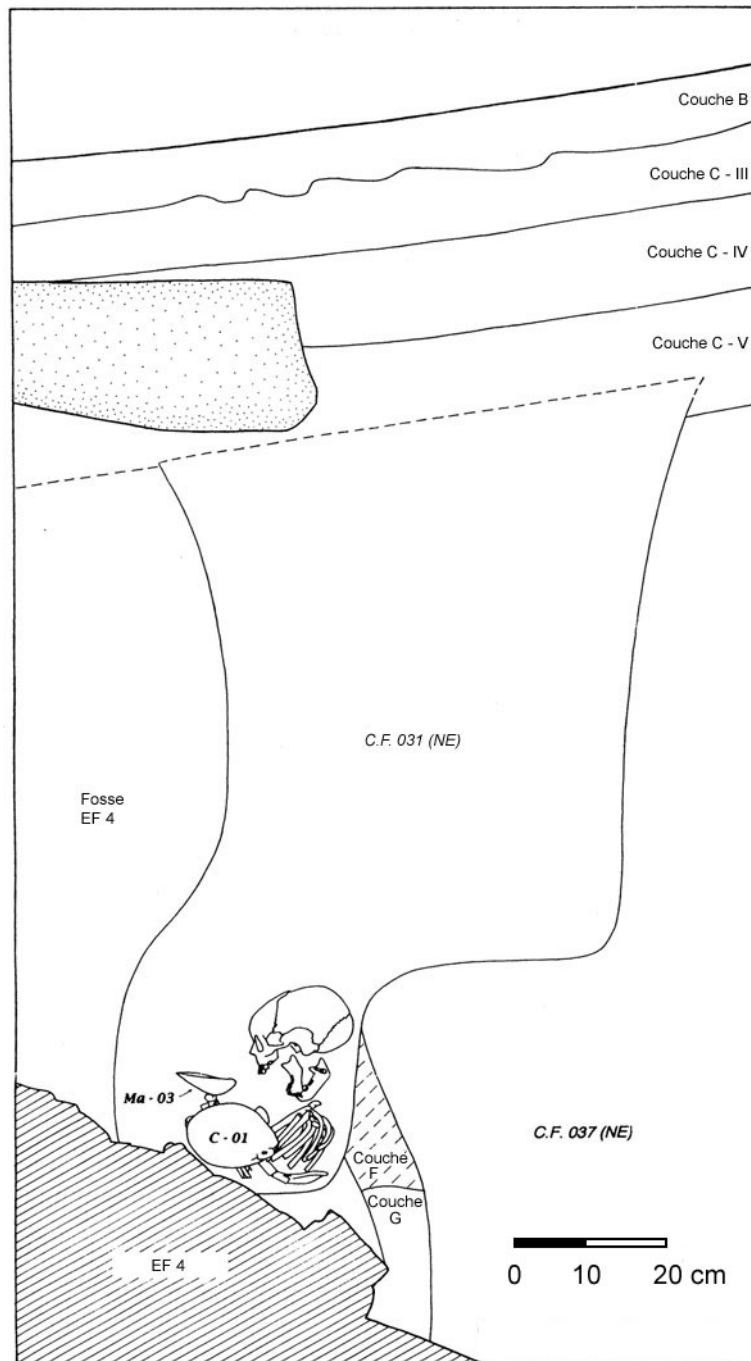 Couche B
Couche C - III
Couche C - IV
Couche C - V
C.F. 031 (NE)
Fosse
EF 4
Ma - 03
C - 01
C.F. 037 (NE)
Couche
F
Couche
G
EF 4
0 10 20 cm